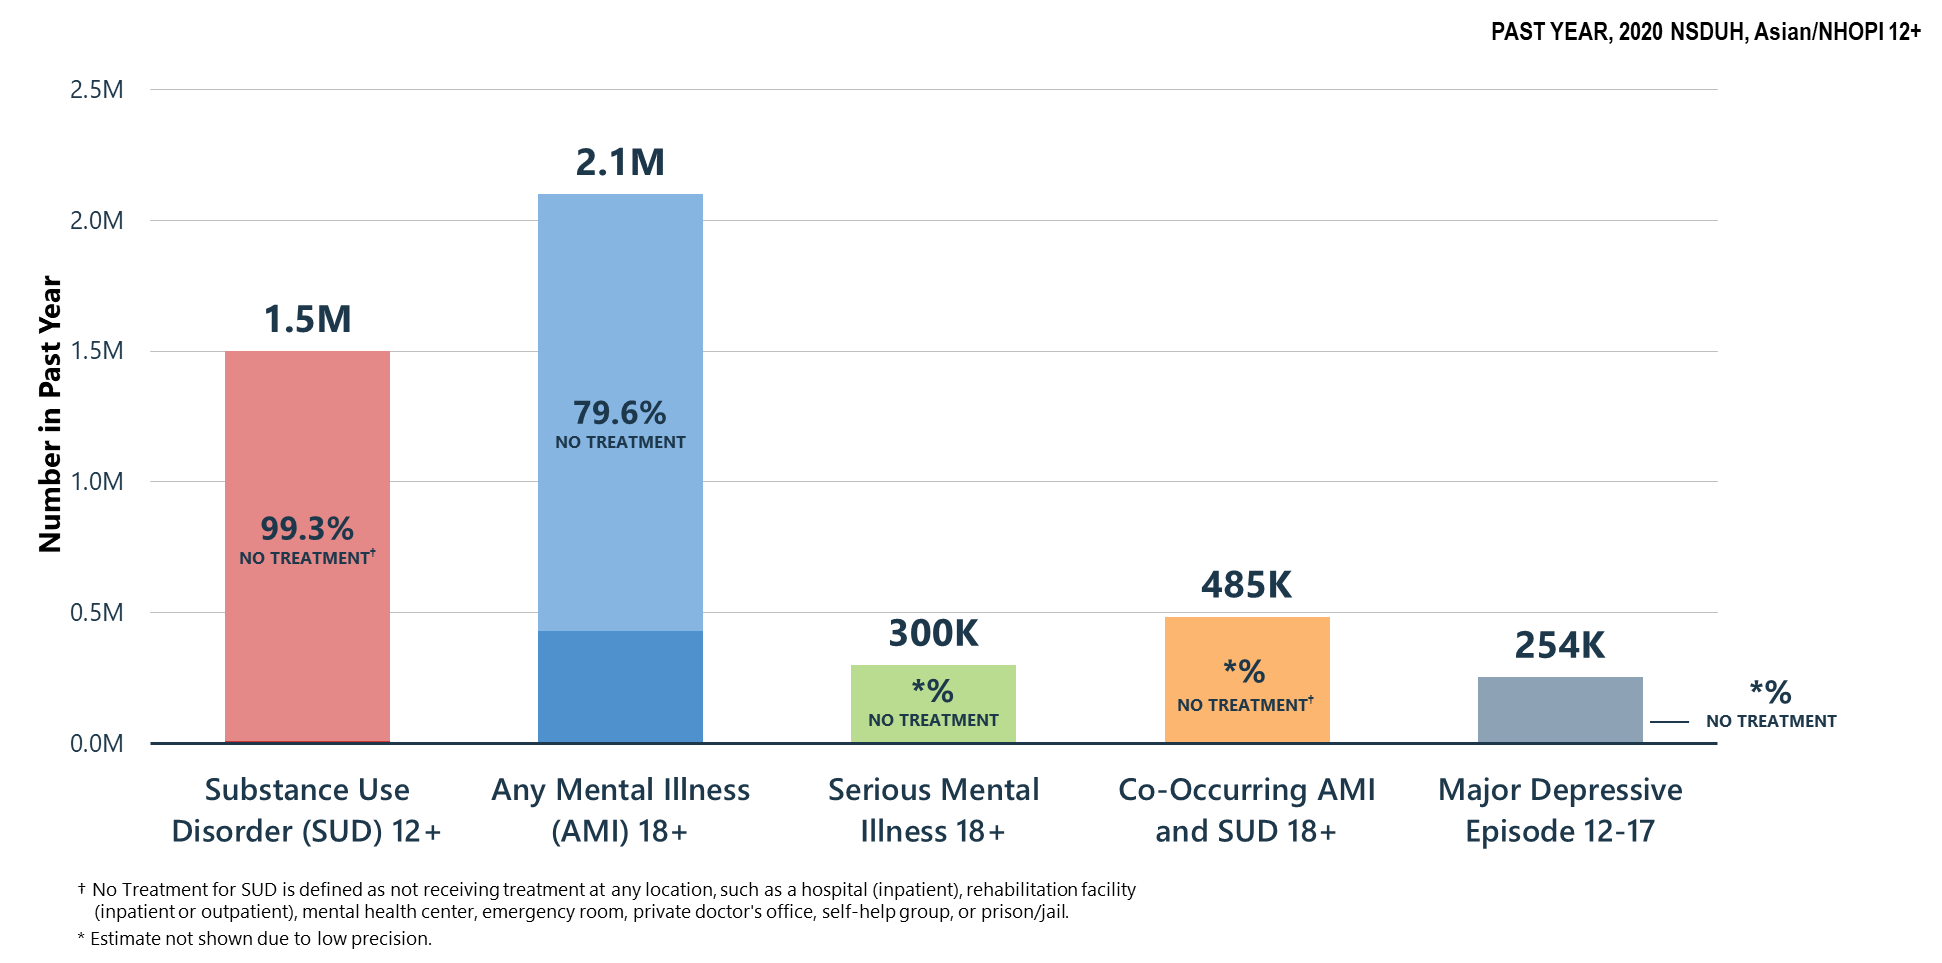 PAST YEAR, 2020 NSDUH, Asian/NHOPI 12+
Number in Past Year
2.5M
2.0M
1.5M
1.0M
0.5M
0.0M
1.5M
99.3%
NO TREATMENT†
2.1M
79.6%
NO TREATMENT
300K
*%
NO TREATMENT
485K
*%
NO TREATMENT†
254K
*%
NO TREATMENT
Substance Use
Disorder (SUD) 12+
Any Mental Illness
(AMI) 18+
Serious Mental
Illness 18+
Co-Occurring AMI
and SUD 18+
Major Depressive
Episode 12-17
† No Treatment for SUD is defined as not receiving treatment at any location, such as a hospital (inpatient), rehabilitation facility
(inpatient or outpatient), mental health center, emergency room, private doctor's office, self-help group, or prison/jail.
* Estimate not shown due to low precision.